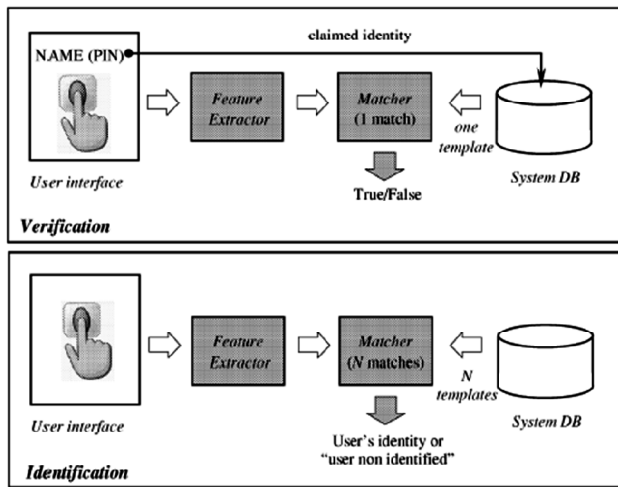 claimed identity
NAME (PIN)
Feature
Extractor
Matcher
(1 match)
one
template
True/False
User interface
System DB
Verification
Feature
Extractor
Matcher
(N matches)
N
templates
User interface
System DB
User's identity or
"user non identified"
Identification